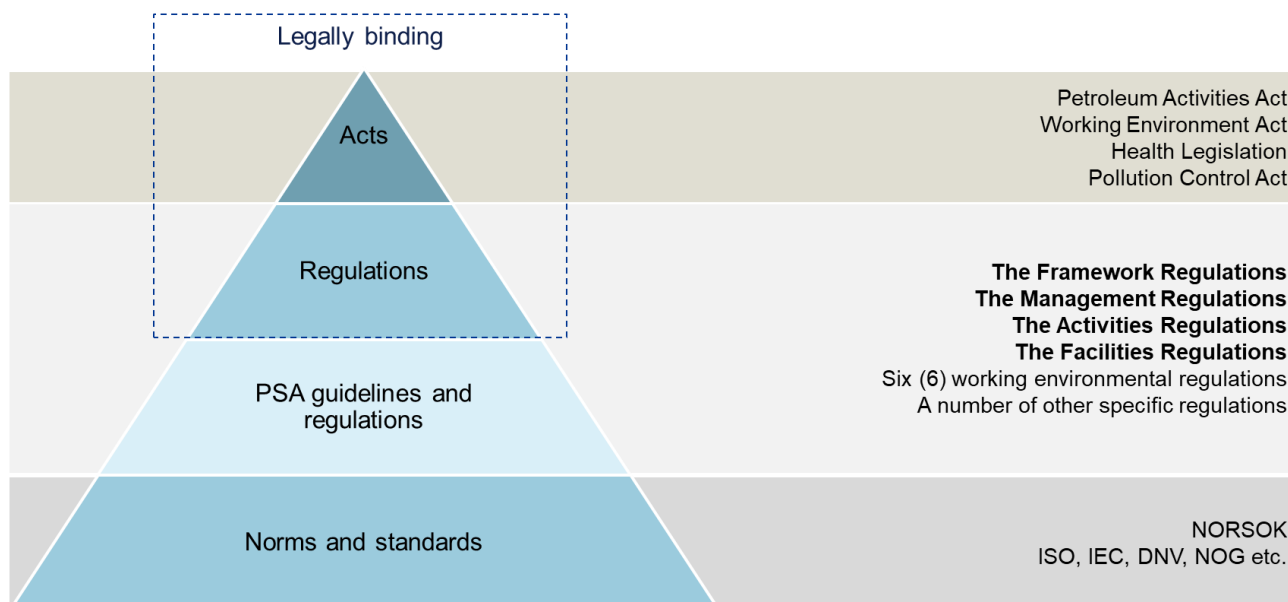 Legally binding
Acts
Petroleum Activities Act
Working Environment Act
Health Legislation
Pollution Control Act
Regulations
The Framework Regulations
The Management Regulations
The Activities Regulations
The Facilities Regulations
Six (6) working environmental regulations
A number of other specific regulations
PSA guidelines and
regulations
Norms and standards
NORSOK
ISO, IEC, DNV, NOG etc.